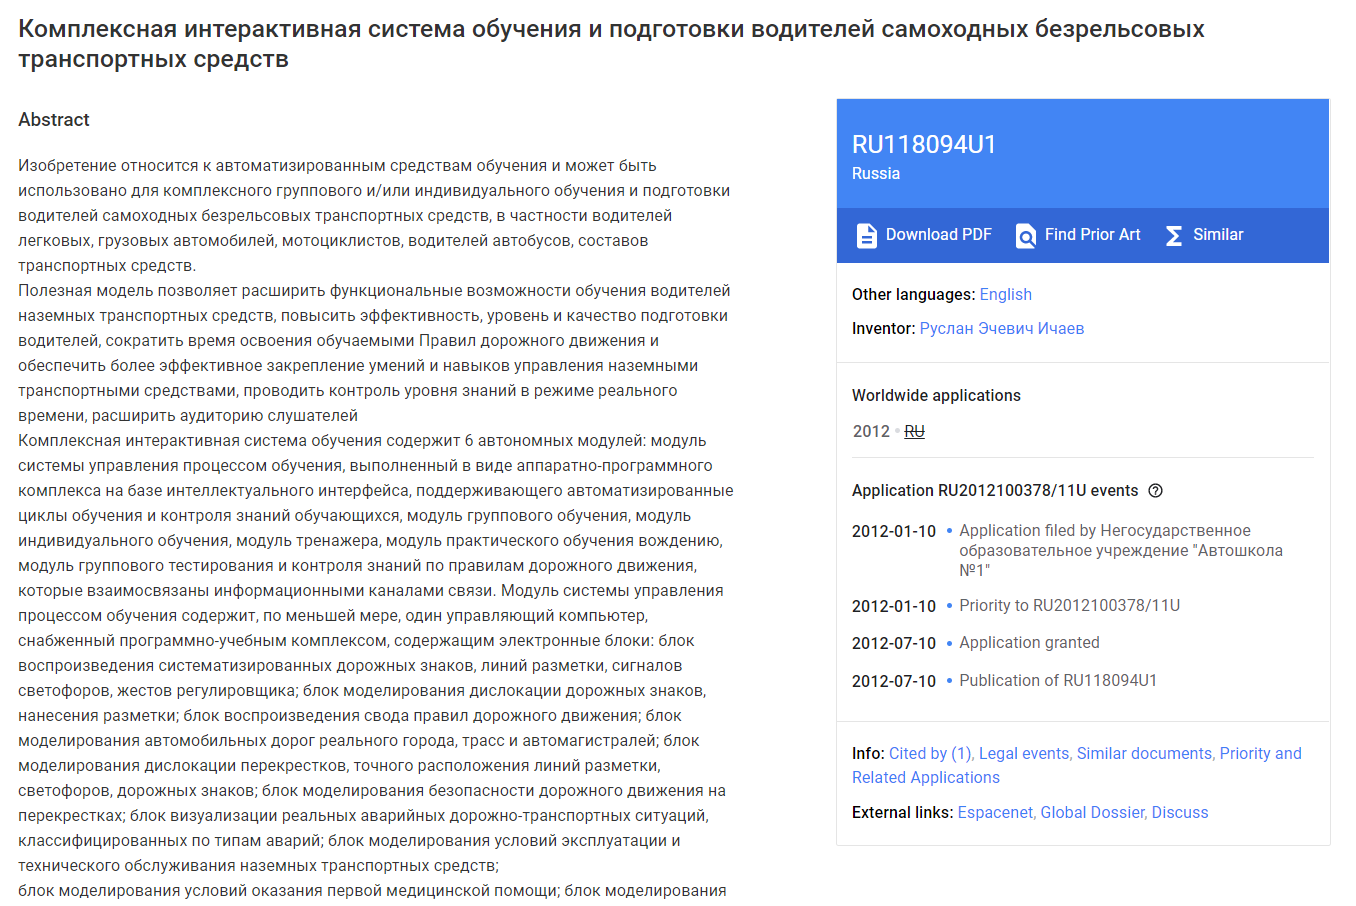 Комплексная интерактивная система обучения и подготовки водителей самоходных безрельсовых
транспортных средств
Abstract
Изобретение относится к автоматизированным средствам обучения и может быть
использовано для комплексного группового и/или индивидуального обучения и подготовки
водителей самоходных безрельсовых транспортных средств, в частности водителей
легковых, грузовых автомобилей, мотоциклистов, водителей автобусов, составов
транспортных средств.
Полезная модель позволяет расширить функциональные возможности обучения водителей
наземных транспортных средств, повысить эффективность, уровень и качество подготовки
водителей, сократить время освоения обучаемыми Правил дорожного движения и
обеспечить более эффективное закрепление умений и навыков управления наземными
транспортными средствами, проводить контроль уровня знаний в режиме реального
времени, расширить аудиторию слушателей
Комплексная интерактивная система обучения содержит 6 автономных модулей: модуль
системы управления процессом обучения, выполненный в виде аппаратно-программного
комплекса на базе интеллектуального интерфейса, поддерживающего автоматизированные
циклы обучения и контроля знаний обучающихся, модуль группового обучения, модуль
индивидуального обучения, модуль тренажера, модуль практического обучения вождению,
модуль группового тестирования и контроля знаний по правилам дорожного движения,
которые взаимосвязаны информационными каналами связи. Модуль системы управления
процессом обучения содержит, по меньшей мере, один управляющий компьютер,
снабженный программно-учебным комплексом, содержащим электронные блоки: блок
воспроизведения систематизированных дорожных знаков, линий разметки, сигналов
светофоров, жестов регулировщика; блок моделирования дислокации дорожных знаков,
нанесения разметки; блок воспроизведения свода правил дорожного движения; блок
моделирования автомобильных дорог реального города, трасс и автомагистралей; блок
моделирования дислокации перекрестков, точного расположения линий разметки,
светофоров, дорожных знаков; блок моделирования безопасности дорожного движения на
перекрестках; блок визуализации реальных аварийных дорожно-транспортных ситуаций,
классифицированных по типам аварий; блок моделирования условий эксплуатации и
технического обслуживания наземных транспортных средств;
блок моделирования условий оказания первой медицинской помощи; блок моделирования
RU118094U1
Russia
Download PDF Find Prior Art Similar
Other languages: English
Inventor: Руслан Эчевич Ичаев
Worldwide applications
2012 • RU
Application RU2012100378/11U events
2012-01-10 • Application filed by Негосударственное
образовательное учреждение "Автошкола
№1"
2012-01-10 • Priority to RU2012100378/11U
2012-07-10 • Application granted
2012-07-10 • Publication of RU118094U1
Info: Cited by (1), Legal events, Similar documents, Priority and
Related Applications
External links: Espacenet, Global Dossier, Discuss